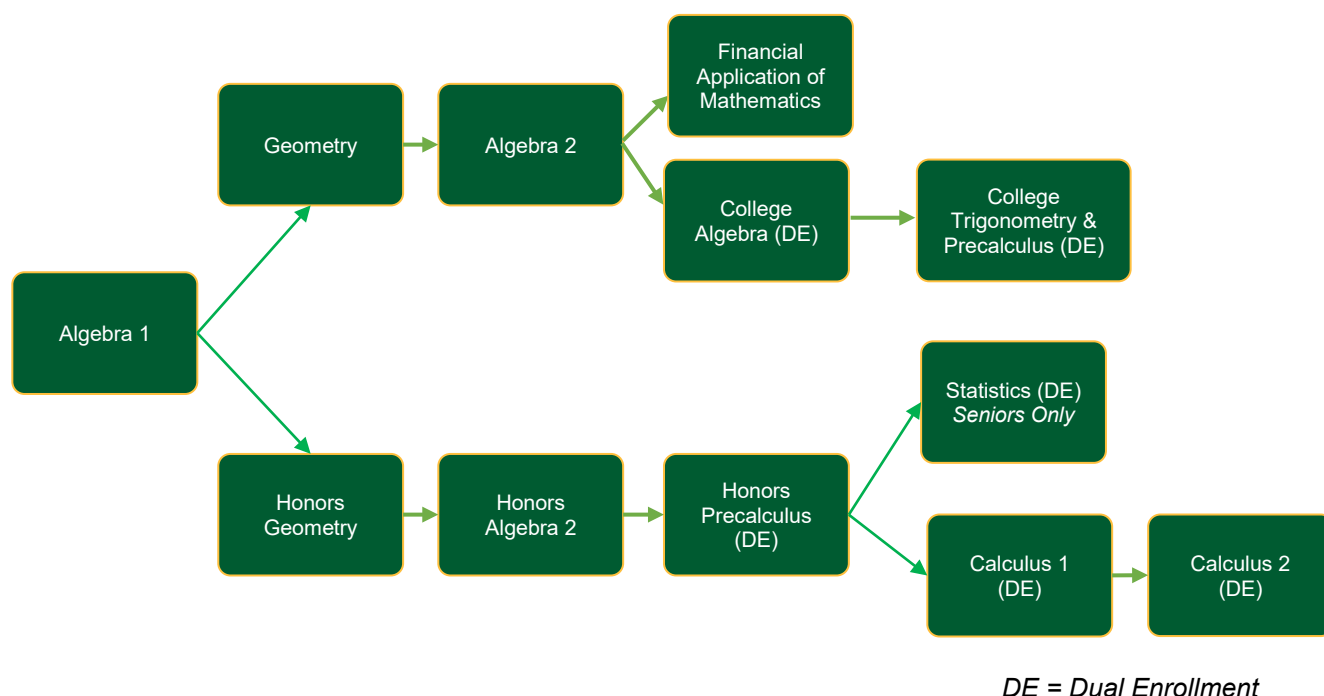 Financial
Application of
Mathematics
Geometry
Algebra 2
College
Algebra (DE)
College
Trigonometry &
Precalculus (DE)
Algebra 1
Statistics (DE)
Seniors Only
Honors
Geometry
Honors
Algebra 2
Honors
Precalculus
(DE)
Calculus 1
(DE)
Calculus 2
(DE)
DE = Dual Enrollment